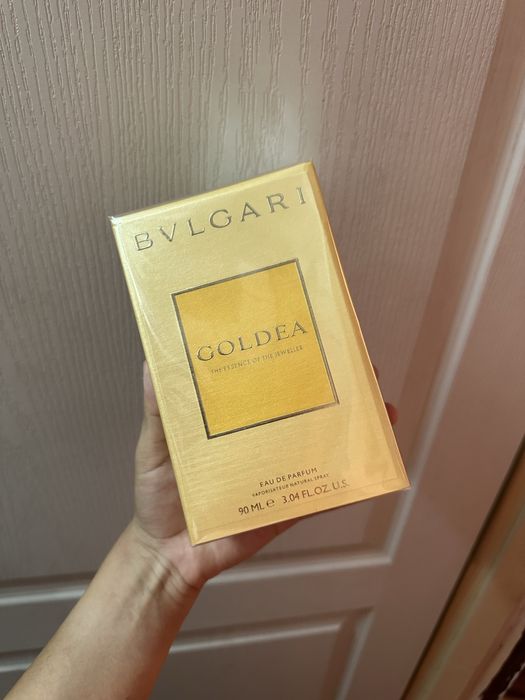 BVLGARI
GOLDEA
THE ESSENCE OF THE JEWELLER
EAU DE PARFUM
VAPORISATEUR NATURAL SPRAY
90 ML e 3.04 FL.OZ. U.S.